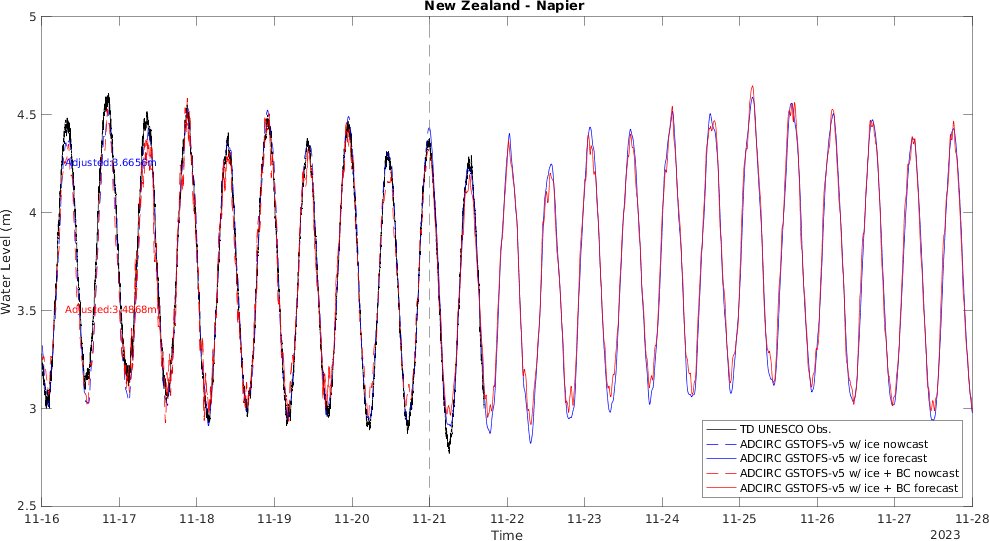 New Zealand - Napier
5
4.5
4
3.5
3
2.5
Water Level (m)
Adjusted:3.6656m
Adjusted:3.4868m
TD UNESCO Obs.
ADCIRC GSTOFS-v5 w/ ice nowcast
ADCIRC GSTOFS-v5 w/ ice forecast
ADCIRC GSTOFS-v5 w/ ice + BC nowcast
ADCIRC GSTOFS-v5 w/ ice + BC forecast
11-16 11-17 11-18 11-19 11-20 11-21 11-22 11-23 11-24 11-25 11-26 11-27 11-28
Time
2023